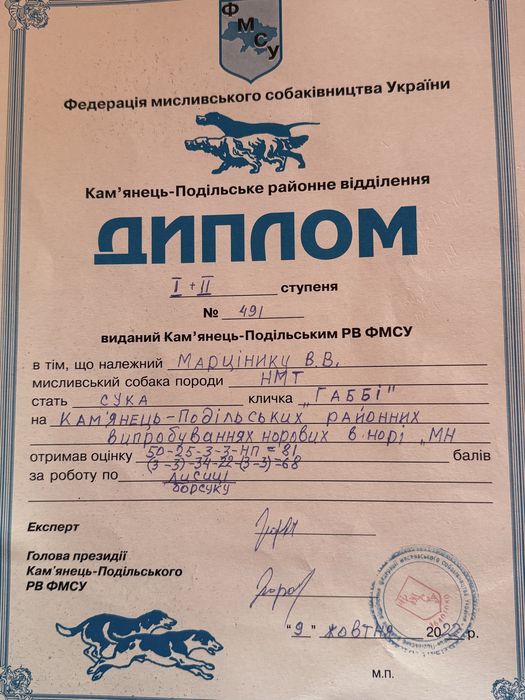 ФМСУ
Федерація мисливського собаківництва України
Кам'янець-Подільське районне відділення
ДИПЛОМ
I + II ступеня
№ 491
виданий Кам'янець-Подільським РВ ФМСУ
в тім, що належний Марцінику В.В.
мисливський собака породи НМТ
стать сука кличка „Габбі"
на Кам'янець-Подільських районних
випробуваннях норових в норі „МН
отримав оцінку 50-25-3-3-НП=81 балів
(3-3)-34-22-(3-3)=68
за роботу по лисиці
борсуку
Експерт
Голова президії
Кам'янець-Подільського
РВ ФМСУ
"9" жовтня 2022 р.
М.П.